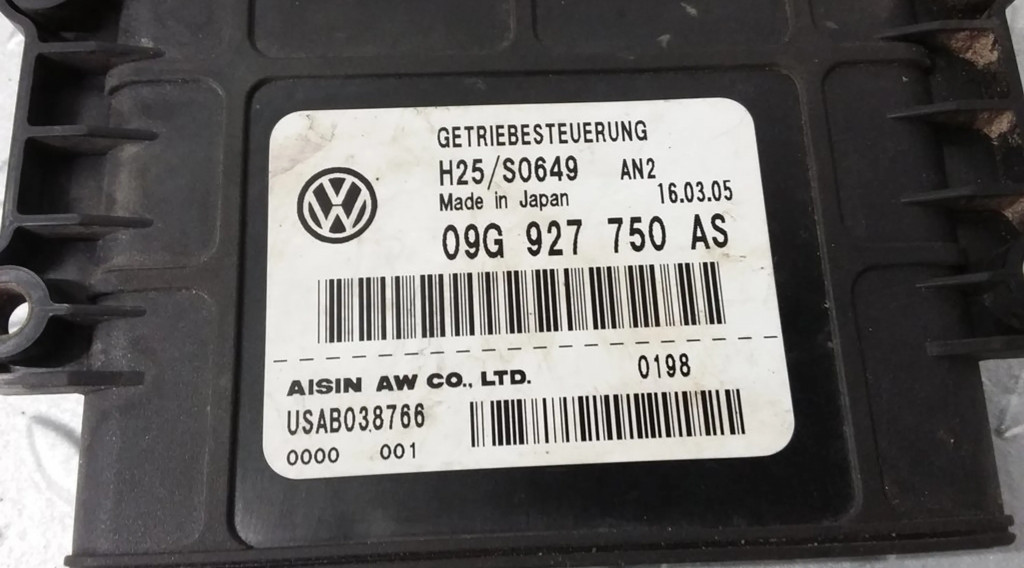 GETRIEBESTEUERUNG
H25/S0649 AN2
Made in Japan 16.03.05
09G 927 750 AS
AISIN AW CO., LTD. 0198
USAB038766
0000 001